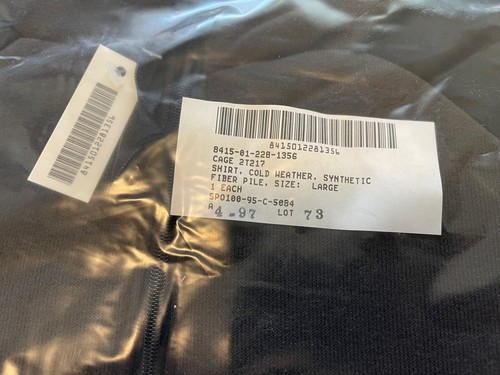 8415012281356
8415012281356
8415-01-228-1356
CAGE 2T217
SHIRT, COLD WEATHER, SYNTHETIC
FIBER PILE, SIZE: LARGE
1 EACH
SPO100-95-C-5084
A 4-97 LOT 73